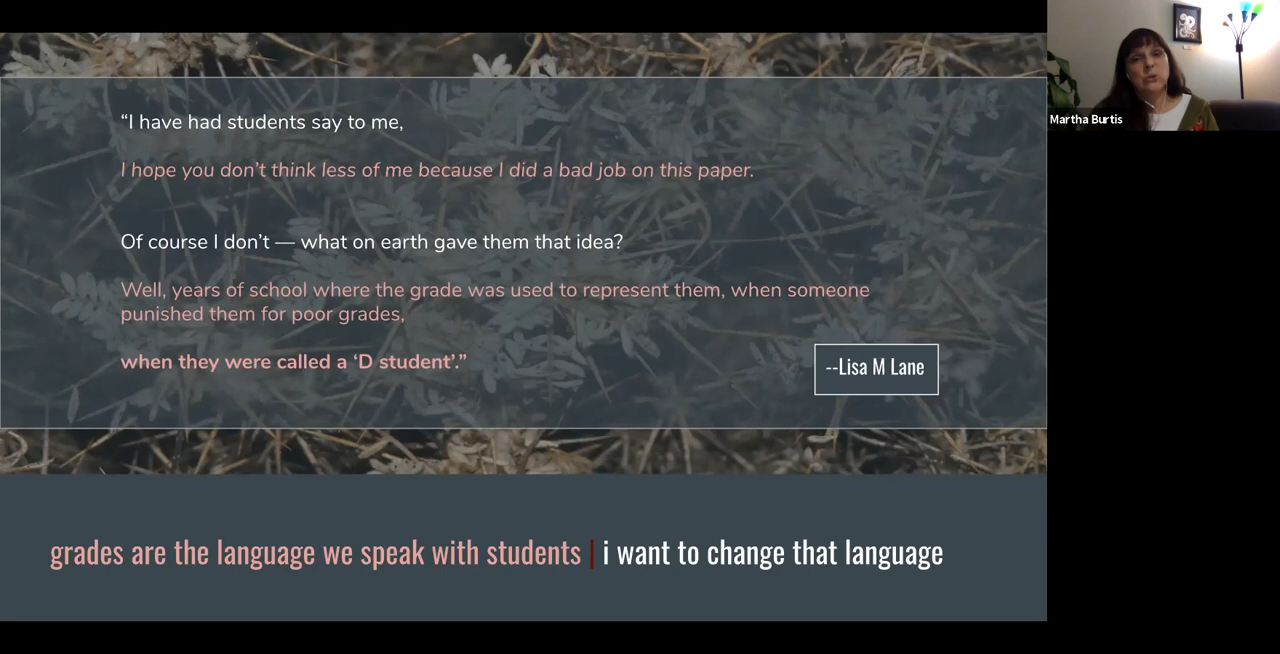 “I have had students say to me,
I hope you don’t think less of me because I did a bad job on this paper.
Of course I don’t — what on earth gave them that idea?
Well, years of school where the grade was used to represent them, when someone
punished them for poor grades,
when they were called a ‘D student’.”
--Lisa M Lane
grades are the language we speak with students | i want to change that language
Martha Burtis